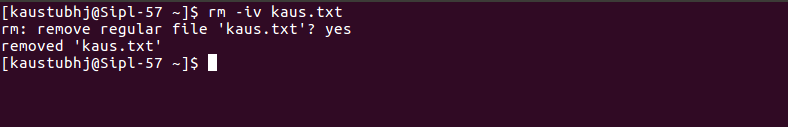 [kaustubhj@Sipl-57 ~]$ rm -iv kaus.txt
rm: remove regular file 'kaus.txt'? yes
removed 'kaus.txt'
[kaustubhj@Sipl-57 ~]$